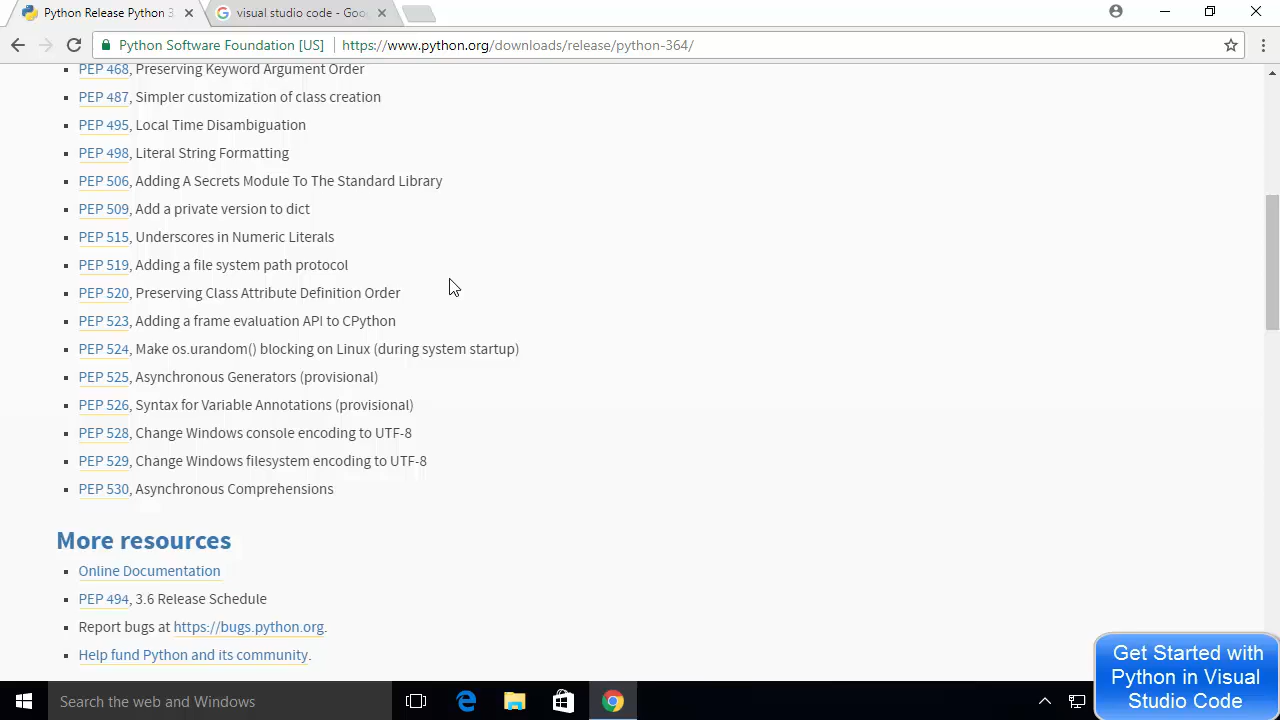 Python Release Python 3
visual studio code - Goo
Python Software Foundation [US]
https://www.python.org/downloads/release/python-364/
PEP 468, Preserving Keyword Argument Order
PEP 487, Simpler customization of class creation
PEP 495, Local Time Disambiguation
PEP 498, Literal String Formatting
PEP 506, Adding A Secrets Module To The Standard Library
PEP 509, Add a private version to dict
PEP 515, Underscores in Numeric Literals
PEP 519, Adding a file system path protocol
PEP 520, Preserving Class Attribute Definition Order
PEP 523, Adding a frame evaluation API to CPython
PEP 524, Make os.urandom() blocking on Linux (during system startup)
PEP 525, Asynchronous Generators (provisional)
PEP 526, Syntax for Variable Annotations (provisional)
PEP 528, Change Windows console encoding to UTF-8
PEP 529, Change Windows filesystem encoding to UTF-8
PEP 530, Asynchronous Comprehensions
More resources
Online Documentation
PEP 494, 3.6 Release Schedule
Report bugs at https://bugs.python.org.
Help fund Python and its community.
Get Started with
Python in Visual
Studio Code
Search the web and Windows